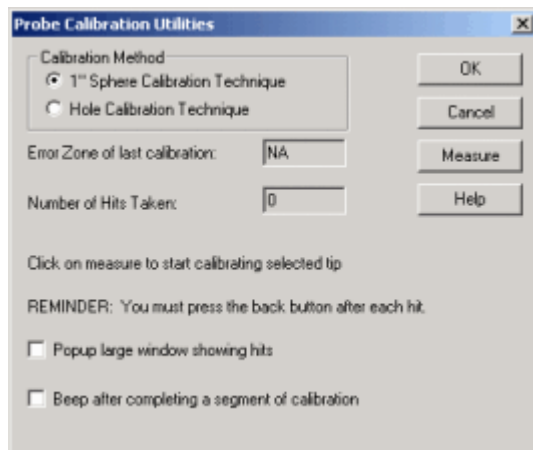 Probe Calibration Utilities
Calibration Method
1" Sphere Calibration Technique
Hole Calibration Technique
OK
Cancel
Error Zone of last calibration: NA
Measure
Number of Hits Taken: 0
Help
Click on measure to start calibrating selected tip
REMINDER: You must press the back button after each hit.
Popup large window showing hits
Beep after completing a segment of calibration